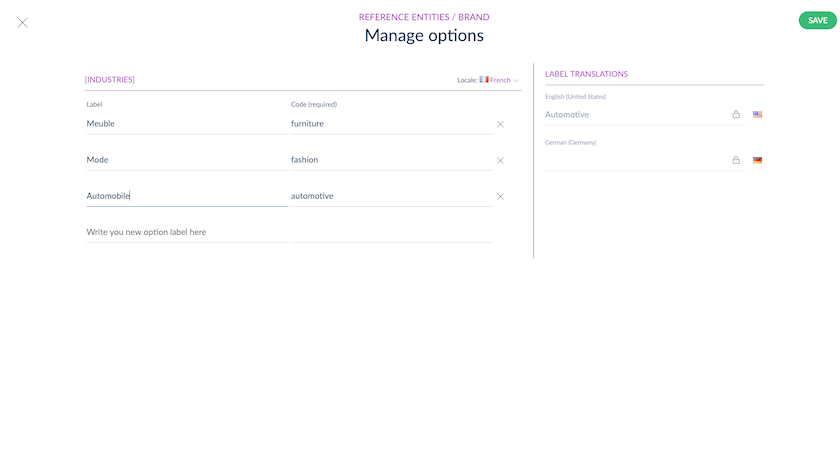 REFERENCE ENTITIES / BRAND
SAVE
Manage options
[INDUSTRIES]
Locale: French
Label Code (required)
Meuble furniture
Mode fashion
Automobile automotive
Write you new option label here
LABEL TRANSLATIONS
English (United States)
Automotive
German (Germany)